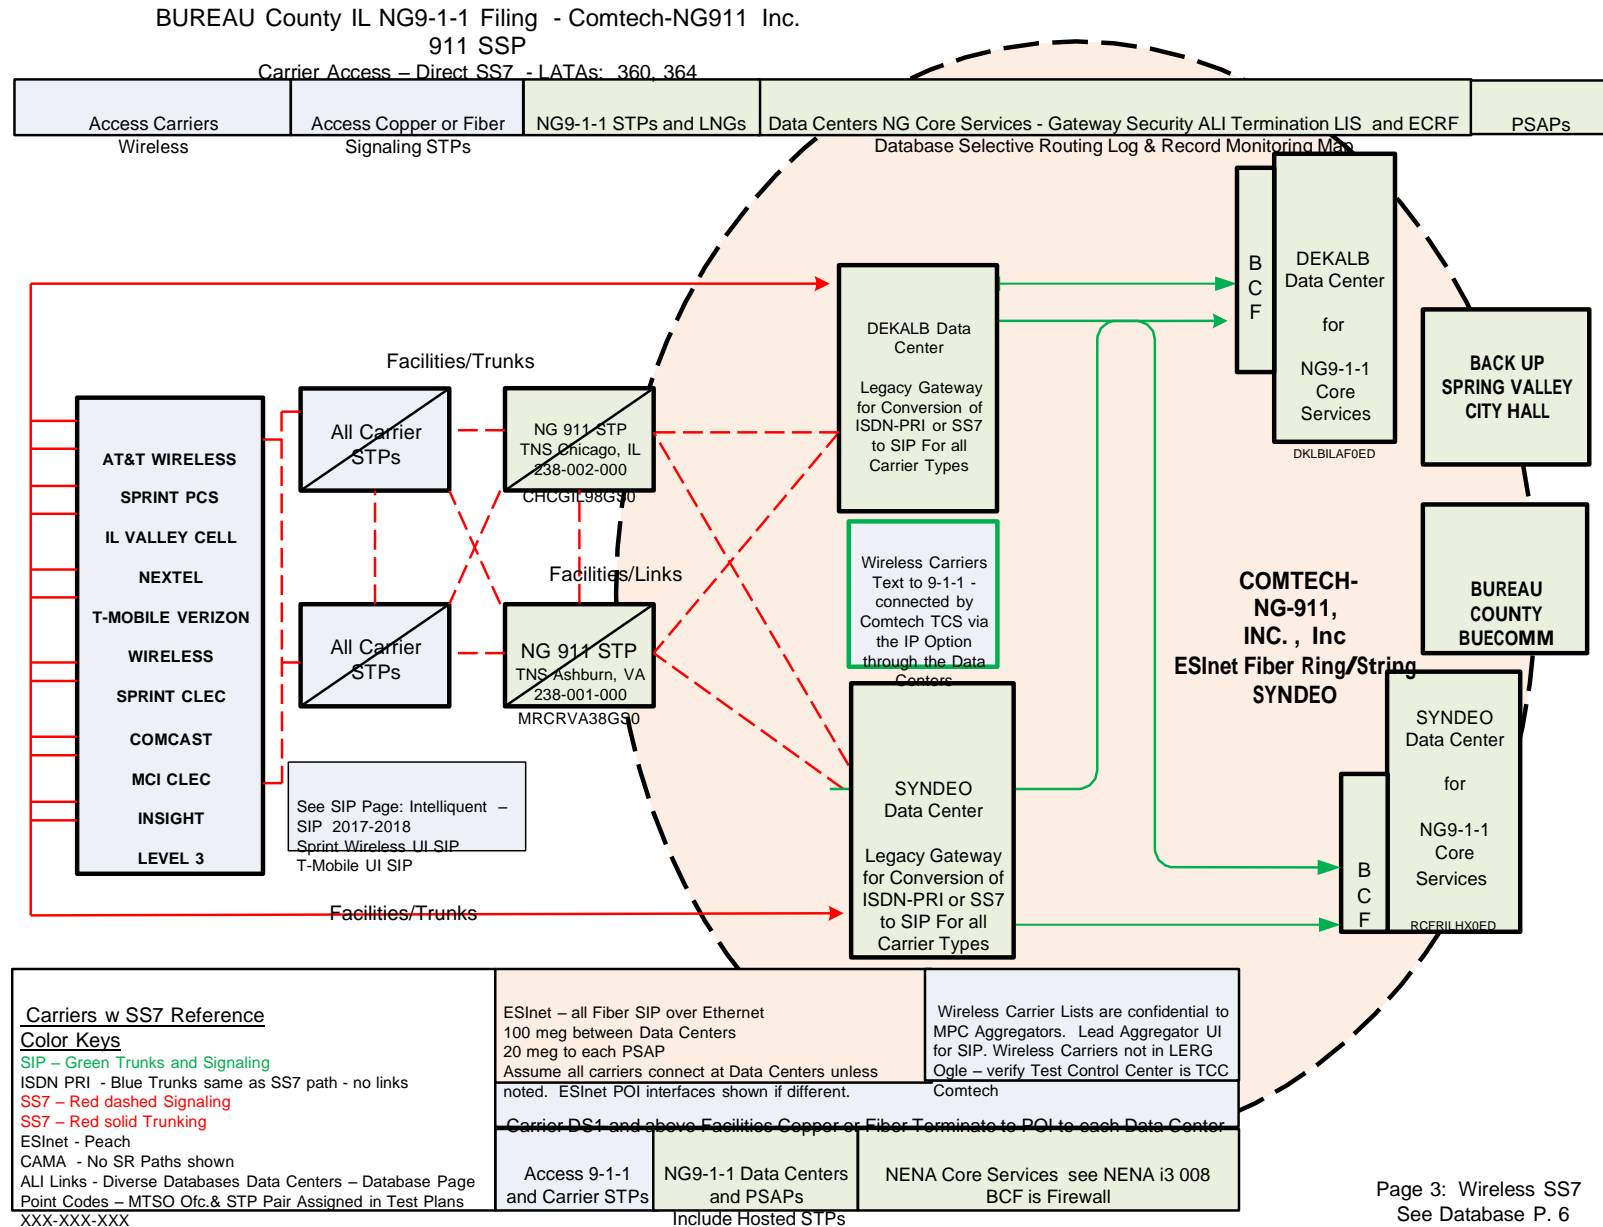 BUREAU County IL NG9-1-1 Filing - Comtech-NG911 Inc.
911 SSP
Carrier Access – Direct SS7 - LATAs: 360, 364
Access Carriers
Wireless
Access Copper or Fiber
Signaling STPs
NG9-1-1 STPs and LNGs
Data Centers NG Core Services - Gateway Security ALI Termination LIS and ECRF
Database Selective Routing Log & Record Monitoring Map
PSAPs
Facilities/Trunks
AT&T WIRELESS
SPRINT PCS
IL VALLEY CELL
NEXTEL
T-MOBILE VERIZON
WIRELESS
SPRINT CLEC
COMCAST
MCI CLEC
INSIGHT
LEVEL 3
All Carrier
STPs
All Carrier
STPs
NG 911 STP
TNS Chicago, IL
238-002-000
CHCGIL98GS0
Facilities/Links
NG 911 STP
TNS Ashburn, VA
238-001-000
MRCRVA38GS0
See SIP Page: Intelliquent –
SIP 2017-2018
Sprint Wireless UI SIP
T-Mobile UI SIP
Facilities/Trunks
DEKALB Data
Center
Legacy Gateway
for Conversion of
ISDN-PRI or SS7
to SIP For all
Carrier Types
Wireless Carriers
Text to 9-1-1 -
connected by
Comtech TCS via
the IP Option
through the Data
Centers
SYNDEO
Data Center
Legacy Gateway
for Conversion of
ISDN-PRI or SS7
to SIP For all
Carrier Types
B
C
F
DEKALB
Data Center
for
NG9-1-1
Core
Services
DKLBILAF0ED
BACK UP
SPRING VALLEY
CITY HALL
BUREAU
COUNTY
BUECOMM
COMTECH-
NG-911,
INC. , Inc
ESInet Fiber Ring/String
SYNDEO
B
C
F
SYNDEO
Data Center
for
NG9-1-1
Core
Services
RCFRILHX0ED
Carriers w SS7 Reference
Color Keys
SIP – Green Trunks and Signaling
ISDN PRI - Blue Trunks same as SS7 path - no links
SS7 – Red dashed Signaling
SS7 – Red solid Trunking
ESInet - Peach
CAMA - No SR Paths shown
ALI Links - Diverse Databases Data Centers – Database Page
Point Codes – MTSO Ofc.& STP Pair Assigned in Test Plans
XXX-XXX-XXX
ESInet – all Fiber SIP over Ethernet
100 meg between Data Centers
20 meg to each PSAP
Assume all carriers connect at Data Centers unless
noted. ESInet POI interfaces shown if different.
Wireless Carrier Lists are confidential to
MPC Aggregators. Lead Aggregator UI
for SIP. Wireless Carriers not in LERG
Ogle – verify Test Control Center is TCC
Comtech
Carrier DS1 and above Facilities Copper or Fiber Terminate to POI to each Data Center
Access 9-1-1
and Carrier STPs
NG9-1-1 Data Centers
and PSAPs
Include Hosted STPs
NENA Core Services see NENA i3 008
BCF is Firewall
Page 3: Wireless SS7
See Database P. 6